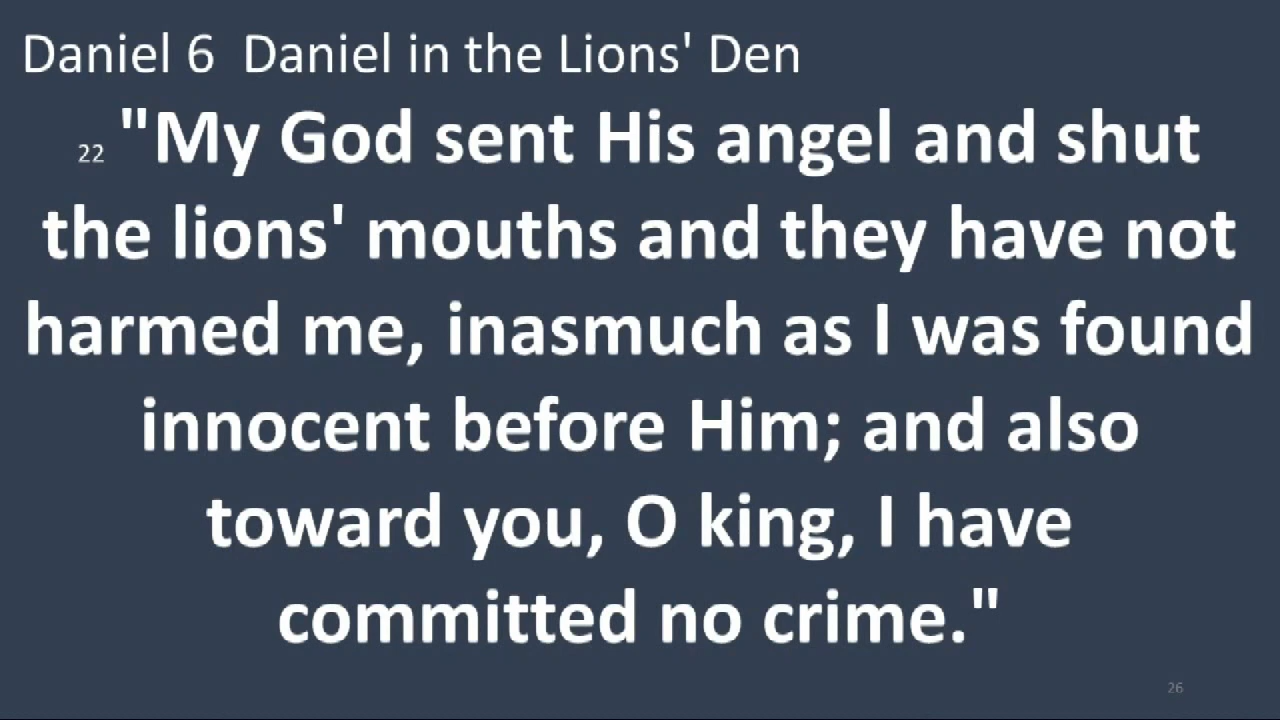 Daniel 6  Daniel in the Lions' Den
22 "My God sent His angel and shut
the lions' mouths and they have not
harmed me, inasmuch as I was found
innocent before Him; and also
toward you, O king, I have
committed no crime."
26